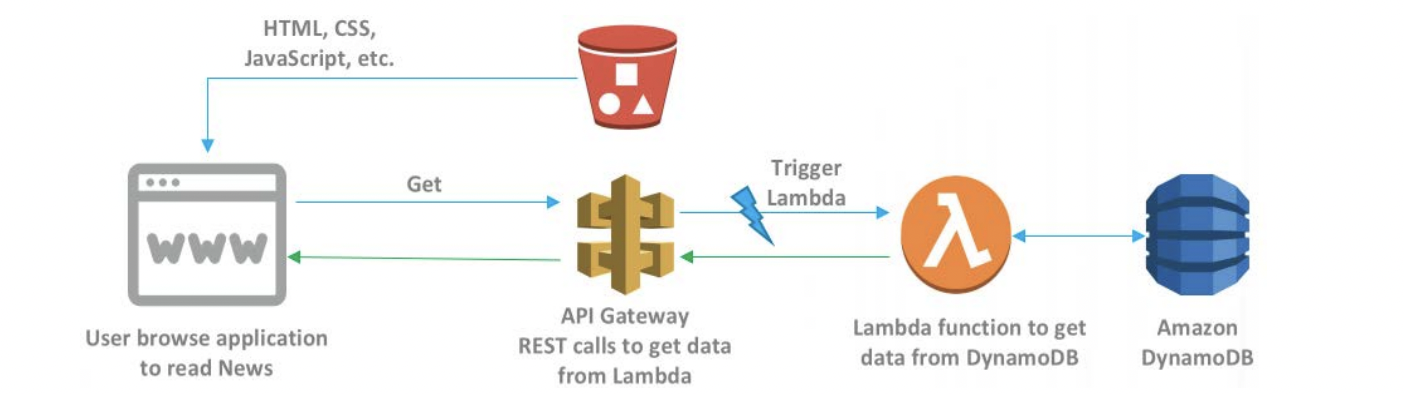 HTML, CSS,
JavaScript, etc.
Get
Trigger
Lambda
WWW
λ
User browse application
to read News
API Gateway
REST calls to get data
from Lambda
Lambda function to get
data from DynamoDB
Amazon
DynamoDB